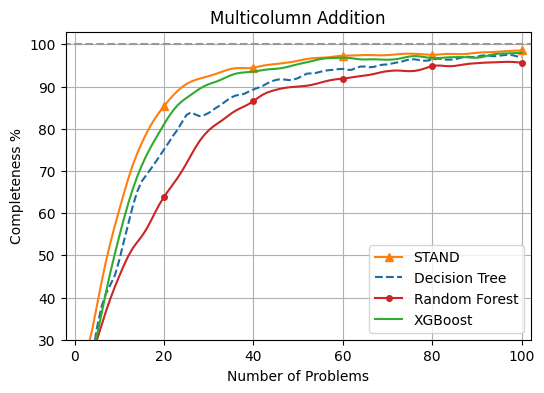 Multicolumn Addition
Completeness %
100
90
80
70
60
50
40
30
STAND
Decision Tree
Random Forest
XGBoost
0 20 40 60 80 100
Number of Problems